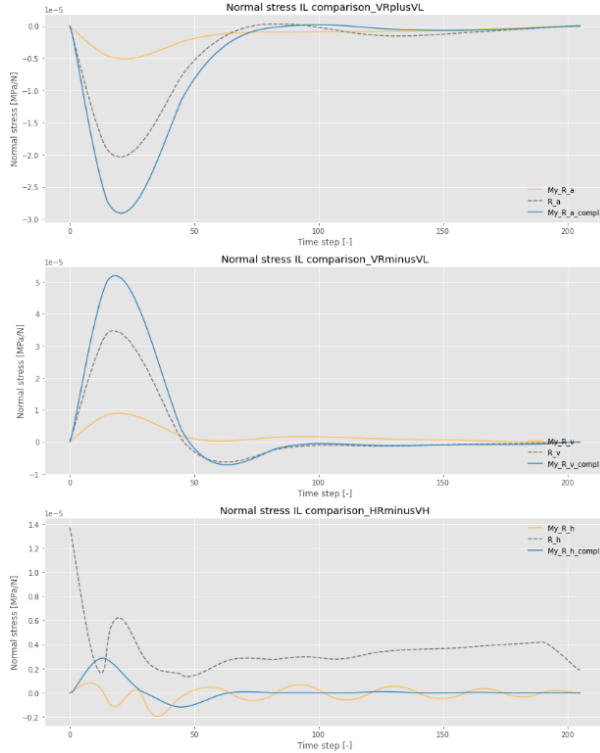 Normal stress IL comparison_VRplusVL
1e−5
0.0
−0.5
−1.0
−1.5
−2.0
−2.5
−3.0
Normal stress [MPa/N]
My_R_a
R_a
My_R_a_compl
0 50 100 150 200
Time step [-]
Normal stress IL comparison_VRminusVL
1e−5
5
4
3
2
1
0
−1
Normal stress [MPa/N]
My_R_v
R_v
My_R_v_compl
0 50 100 150 200
Time step [-]
Normal stress IL comparison_HRminusVH
1e−5
1.4
1.2
1.0
0.8
0.6
0.4
0.2
0.0
−0.2
Normal stress [MPa/N]
My_R_h
R_h
My_R_h_compl
0 50 100 150 200
Time step [-]